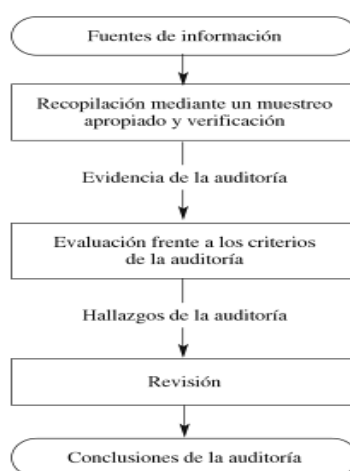 Fuentes de información
Recopilación mediante un muestreo
apropiado y verificación
Evidencia de la auditoría
Evaluación frente a los criterios
de la auditoría
Hallazgos de la auditoría
Revisión
Conclusiones de la auditoría